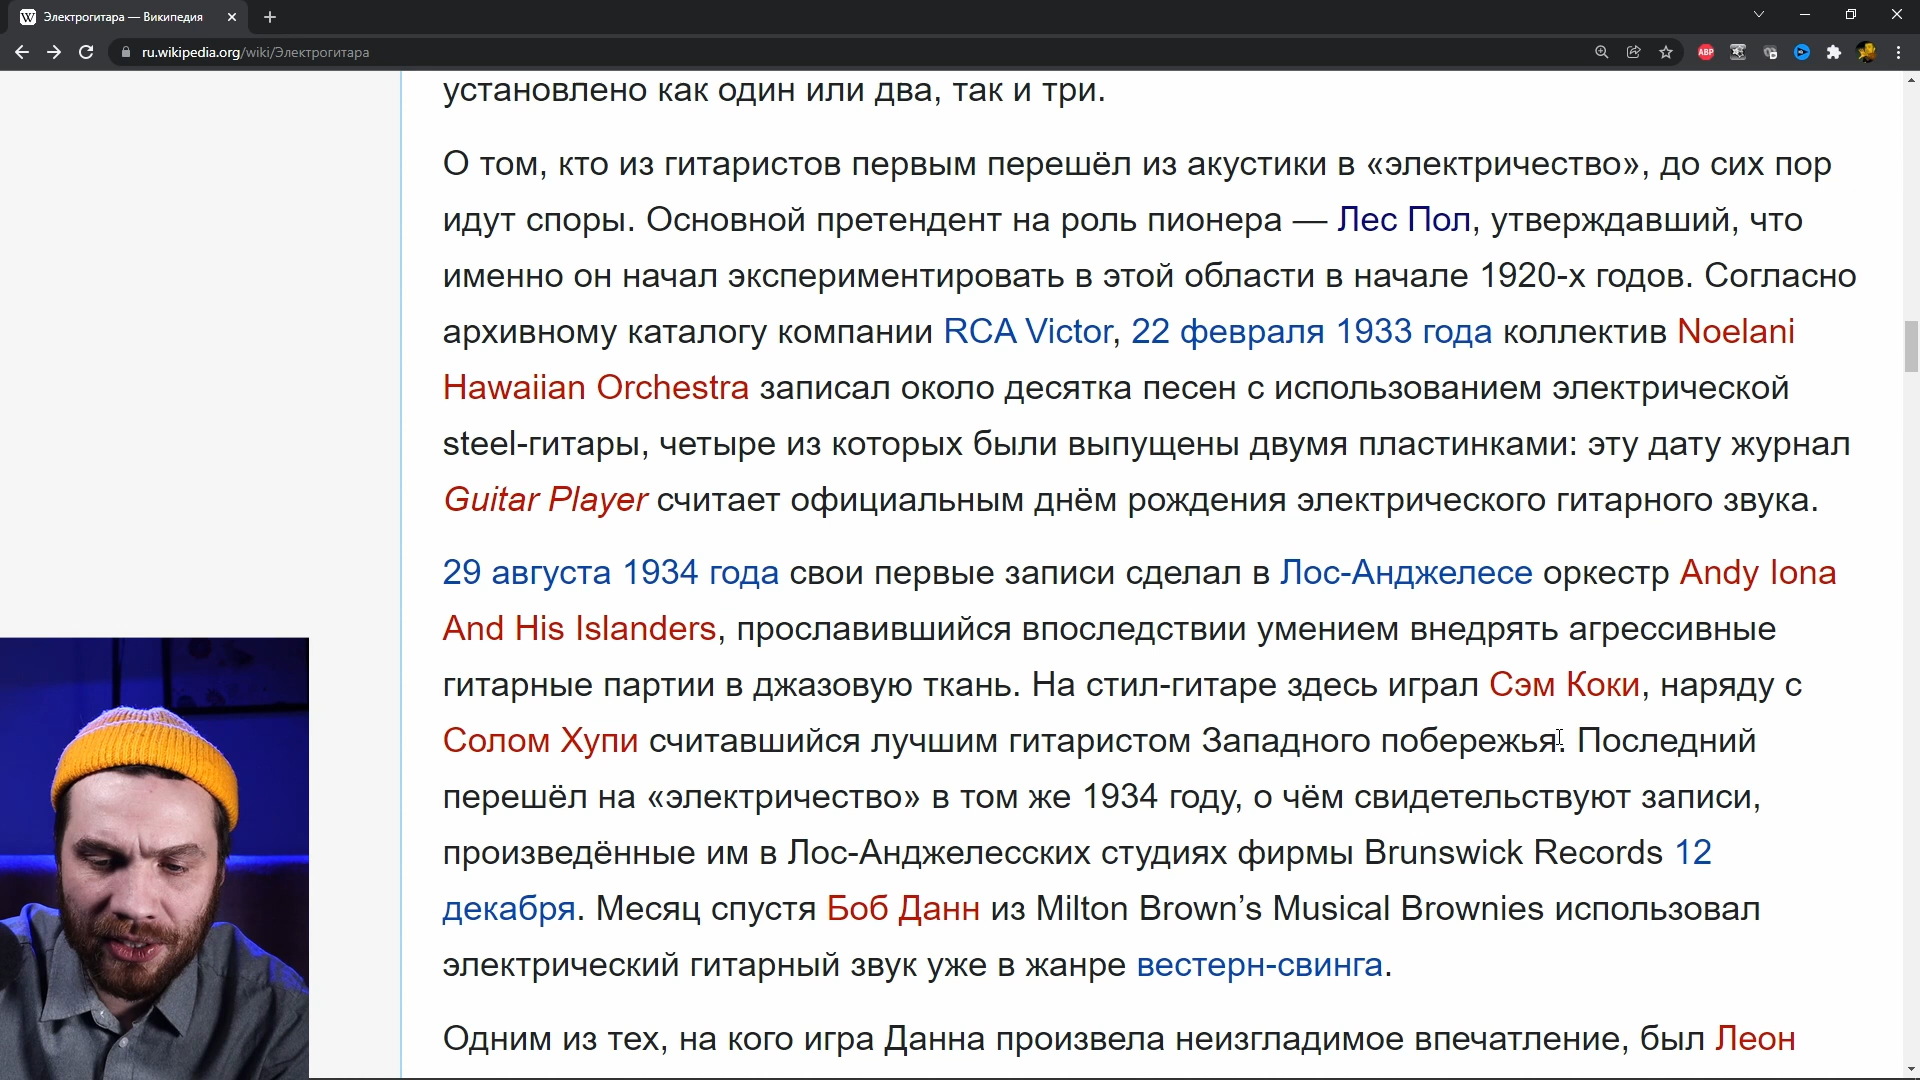 Электрогитара — Википедия
ru.wikipedia.org/wiki/Электрогитара
ABP
установлено как один или два, так и три.
О том, кто из гитаристов первым перешёл из акустики в «электричество», до сих пор
идут споры. Основной претендент на роль пионера — Лес Пол, утверждавший, что
именно он начал экспериментировать в этой области в начале 1920-х годов. Согласно
архивному каталогу компании RCA Victor, 22 февраля 1933 года коллектив Noelani
Hawaiian Orchestra записал около десятка песен с использованием электрической
steel-гитары, четыре из которых были выпущены двумя пластинками: эту дату журнал
Guitar Player считает официальным днём рождения электрического гитарного звука.
29 августа 1934 года свои первые записи сделал в Лос-Анджелесе оркестр Andy Iona
And His Islanders, прославившийся впоследствии умением внедрять агрессивные
гитарные партии в джазовую ткань. На стил-гитаре здесь играл Сэм Коки, наряду с
Солом Хупи считавшийся лучшим гитаристом Западного побережья. Последний
перешёл на «электричество» в том же 1934 году, о чём свидетельствуют записи,
произведённые им в Лос-Анджелесских студиях фирмы Brunswick Records 12
декабря. Месяц спустя Боб Данн из Milton Brown’s Musical Brownies использовал
электрический гитарный звук уже в жанре вестерн-свинга.
Одним из тех, на кого игра Данна произвела неизгладимое впечатление, был Леон